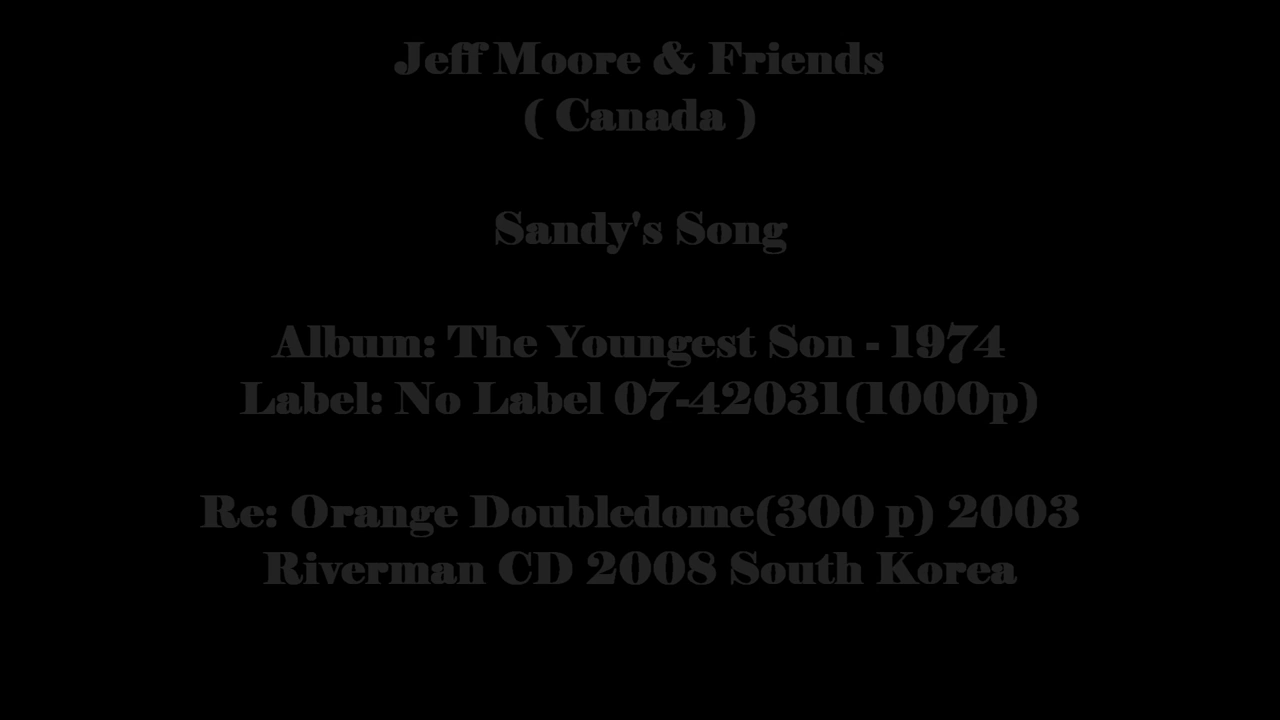 Jeff Moore & Friends
( Canada )
Sandy's Song
Album: The Youngest Son - 1974
Label: No Label 07-42031(1000p)
Re: Orange Doubledome(300 p) 2003
Riverman CD 2008 South Korea